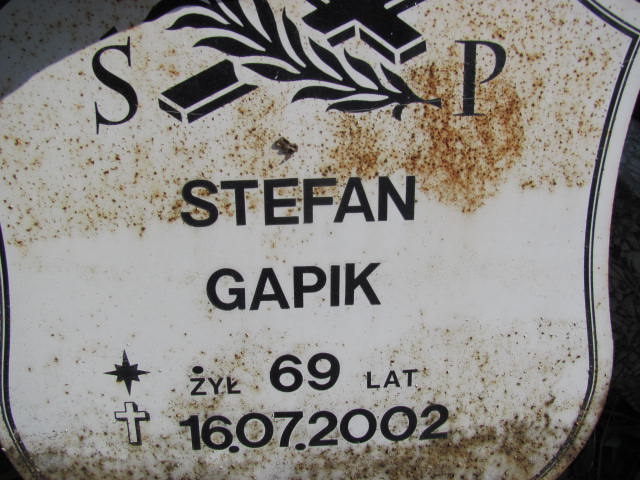 S P
STEFAN
GAPIK
ŻYŁ 69 LAT
16.07.2002